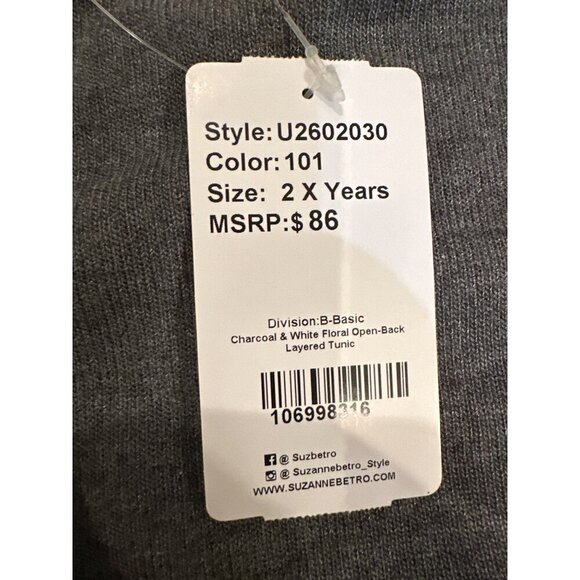 Style: U2602030
Color: 101
Size: 2 X Years
MSRP:$ 86
Division:B-Basic
Charcoal & White Floral Open-Back
Layered Tunic
106998316
@ Suzbetro
@ Suzannebetro_Style
WWW.SUZANNEBETRO.COM